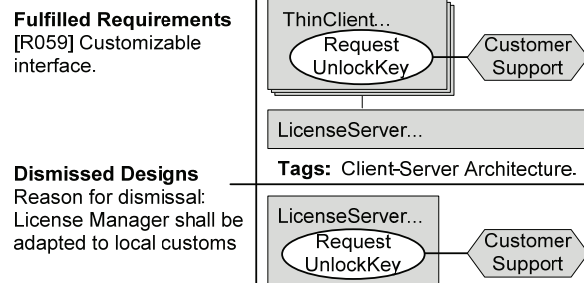 Fulfilled Requirements
[R059] Customizable
interface.
ThinClient...
Request
UnlockKey
Customer
Support
LicenseServer...
Tags: Client-Server Architecture.
Dismissed Designs
Reason for dismissal:
License Manager shall be
adapted to local customs
LicenseServer...
Request
UnlockKey
Customer
Support